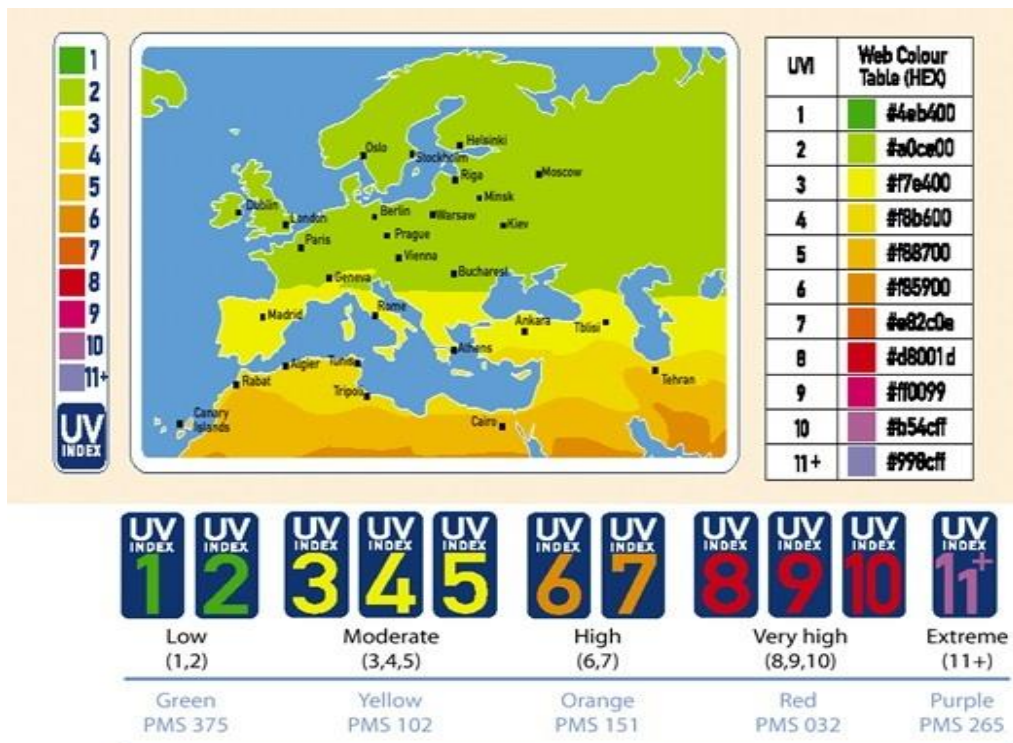 1
2
3
4
5
6
7
8
9
10
11+
UV
INDEX
Oslo
Helsinki
Stockholm
Riga
Moscow
Minsk
Dublin
London
Berlin
Warsaw
Kiev
Paris
Prague
Vienna
Geneva
Bucharest
Madrid
Rome
Ankara
Tblisi
Athens
Algier
Tunis
Rabat
Tripoli
Tehran
Canary
Islands
Cairo
UVI Web Colour
Table (HEX)
1 #4eb400
2 #a0ce00
3 #f7e400
4 #f8b600
5 #f88700
6 #f85900
7 #e82c0e
8 #d8001d
9 #ff0099
10 #b54cff
11+ #998cff
UV UV UV UV UV UV UV UV UV UV UV
INDEX INDEX INDEX INDEX INDEX INDEX INDEX INDEX INDEX INDEX INDEX
1 2 3 4 5 6 7 8 9 10 11+
Low Moderate High Very high Extreme
(1,2) (3,4,5) (6,7) (8,9,10) (11+)
Green Yellow Orange Red Purple
PMS 375 PMS 102 PMS 151 PMS 032 PMS 265